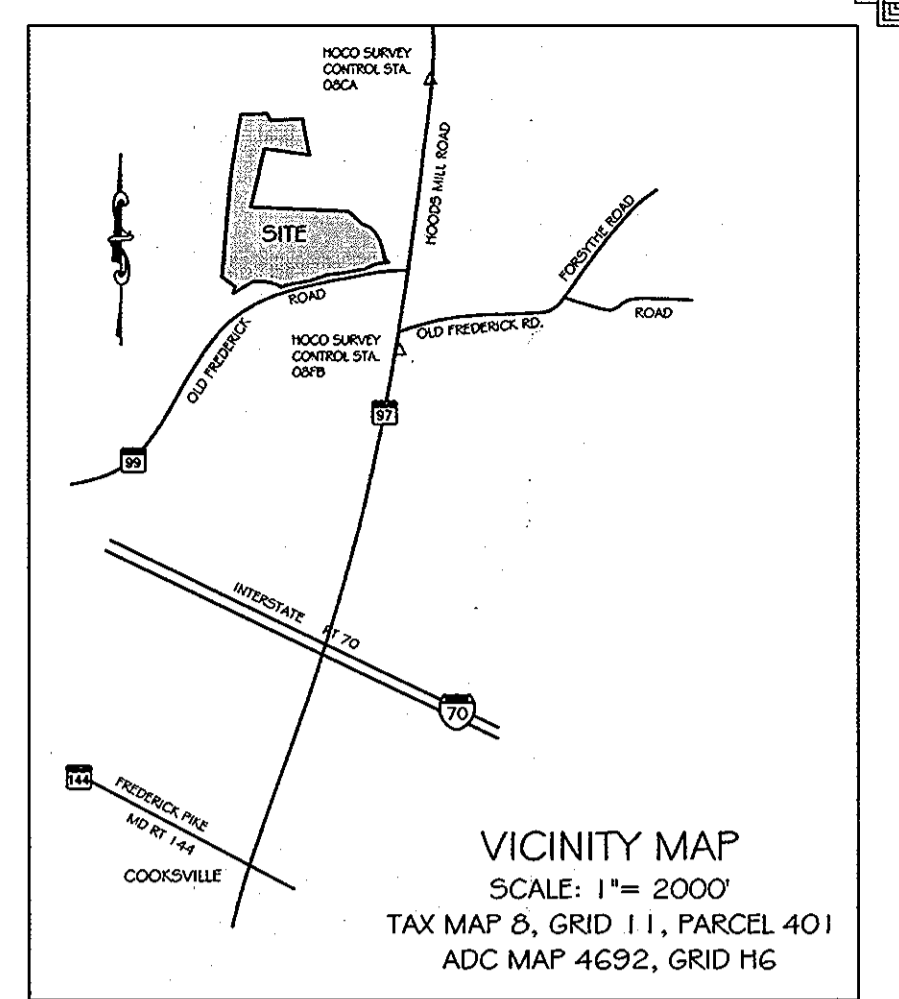 HOCO SURVEY
CONTROL STA.
08CA
HOODS MILL ROAD
SITE
FORSYTHE ROAD
ROAD
OLD FREDERICK
ROAD
OLD FREDERICK RD.
HOCO SURVEY
CONTROL STA.
08FB
97
99
INTERSTATE RT 70
70
144
FREDERICK PIKE
MD RT 144
COOKSVILLE
VICINITY MAP
SCALE: 1"= 2000'
TAX MAP 8, GRID 11, PARCEL 401
ADC MAP 4692, GRID H6